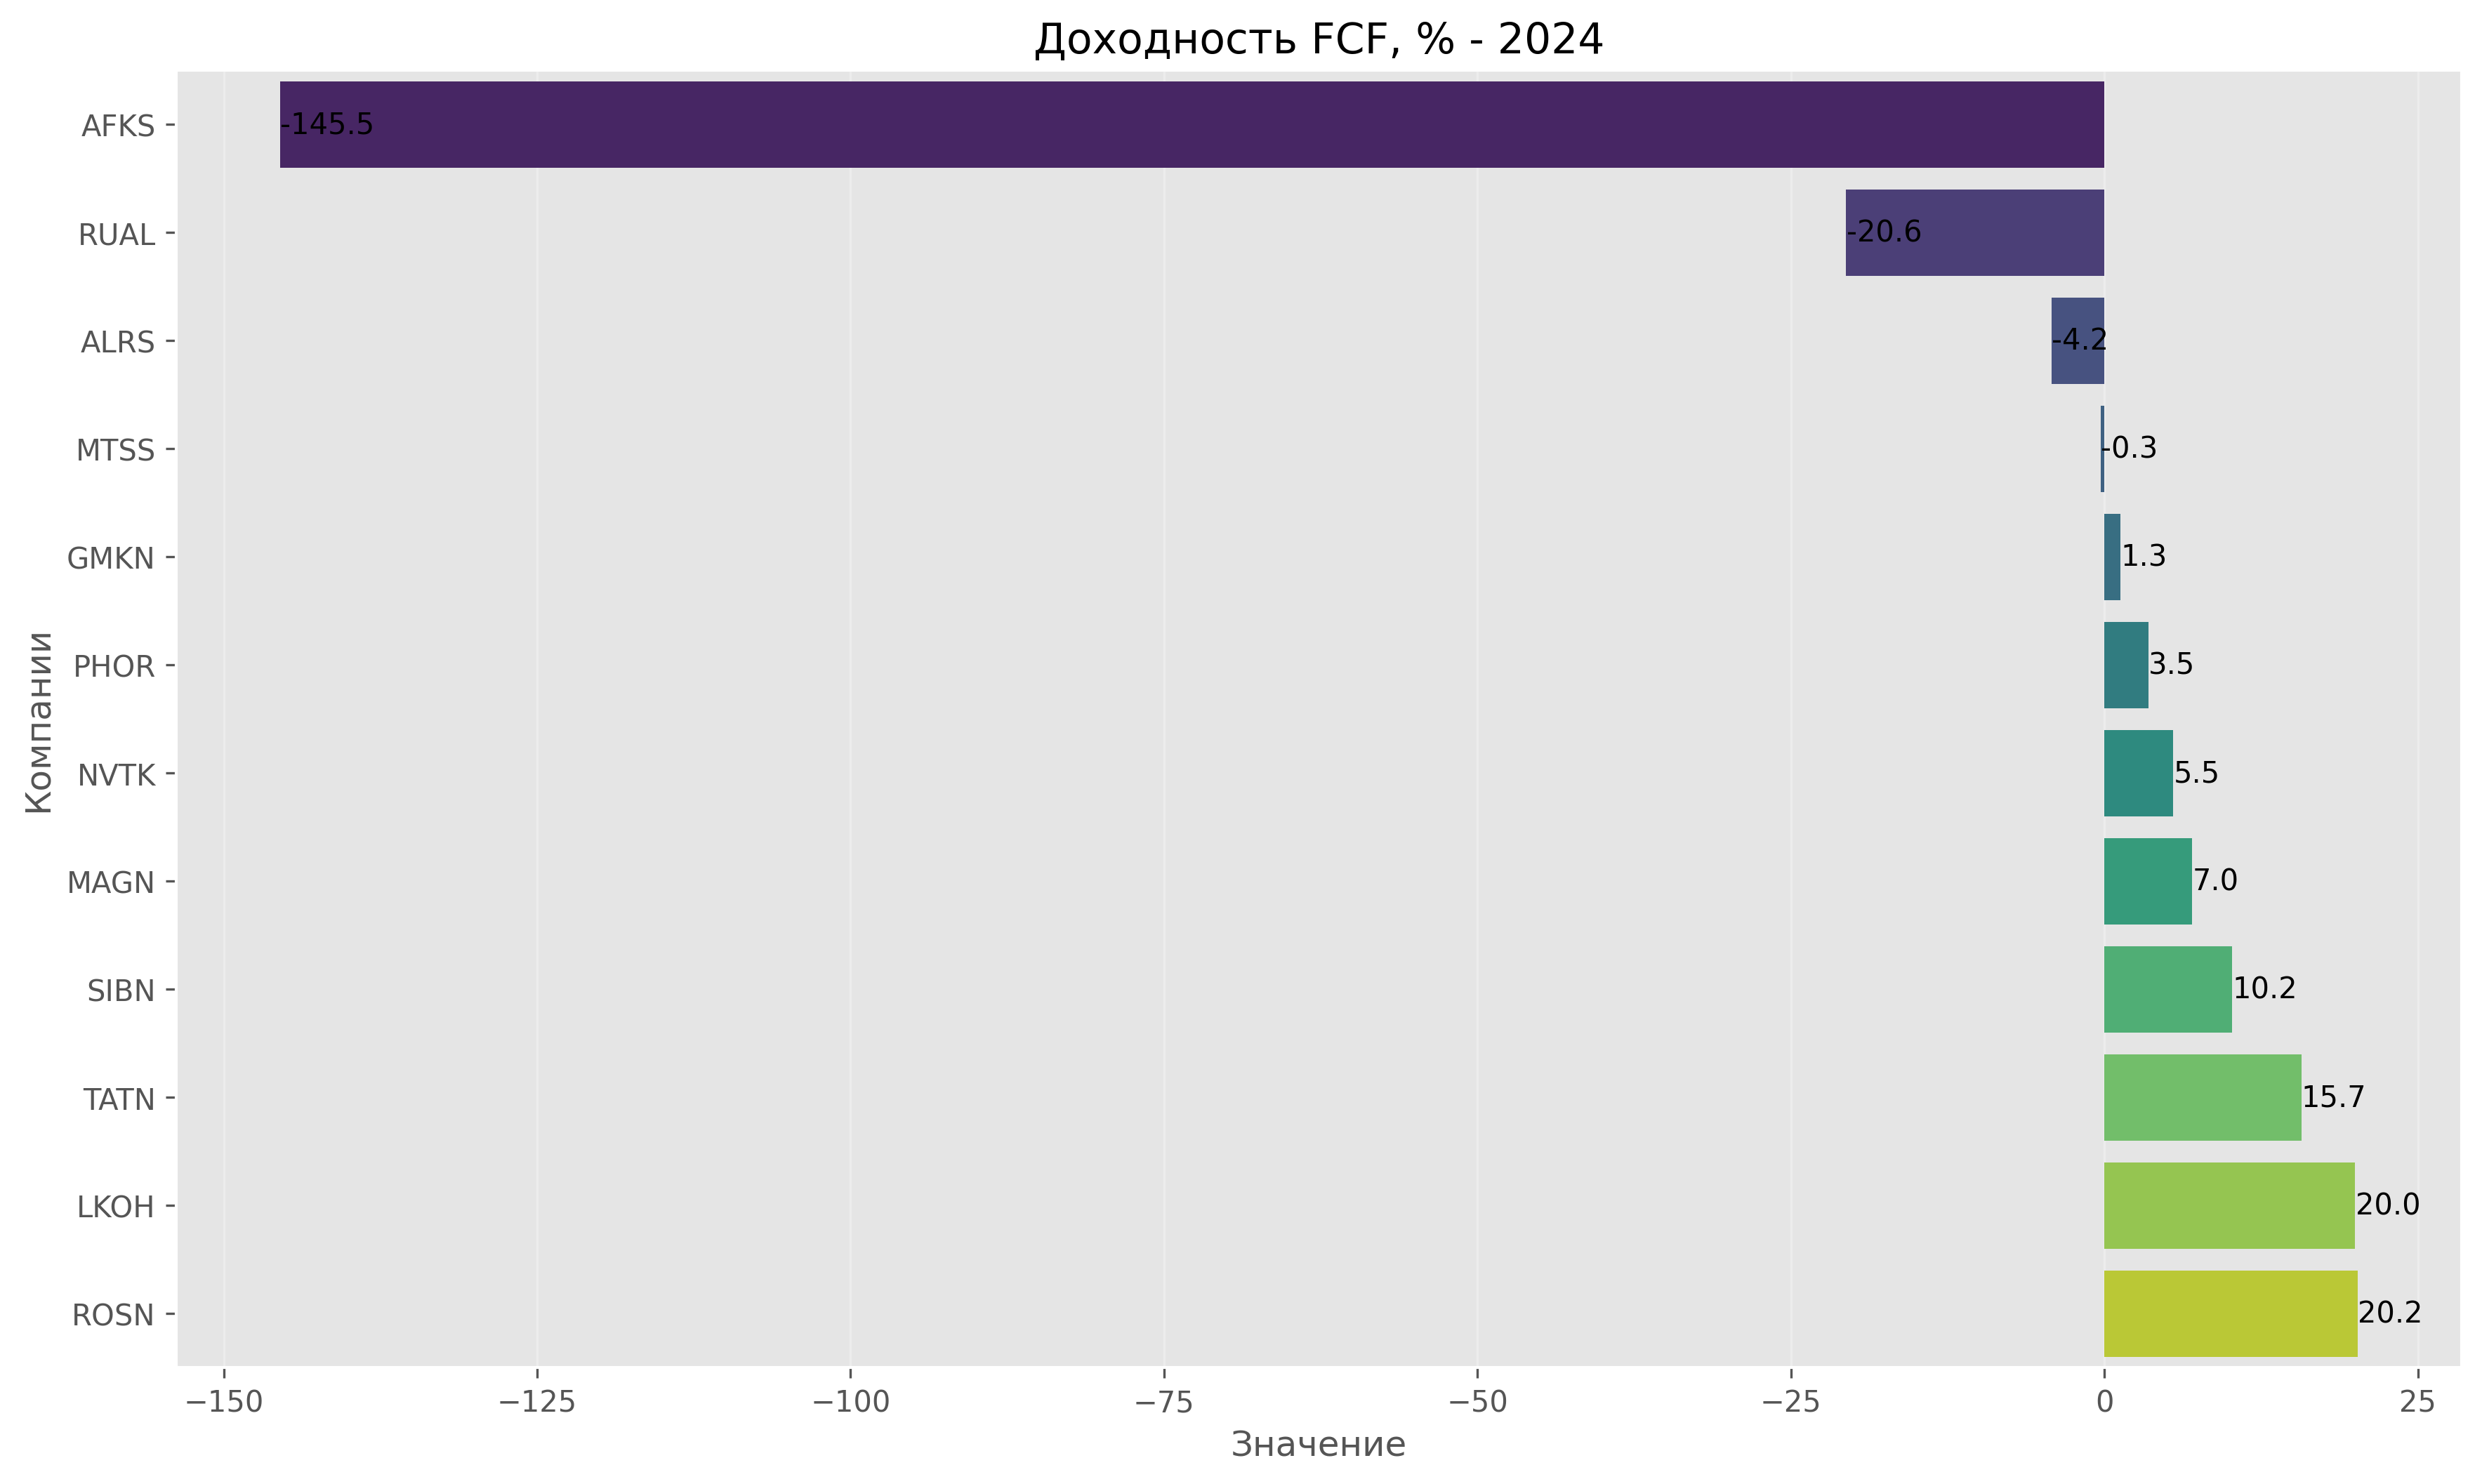 Доходность FCF, % - 2024
AFKS
-145.5
RUAL
-20.6
ALRS
-4.2
MTSS
-0.3
GMKN
1.3
PHOR
3.5
NVTK
5.5
MAGN
7.0
SIBN
10.2
TATN
15.7
LKOH
20.0
ROSN
20.2
Компании
−150 −125 −100 −75 −50 −25 0 25
Значение